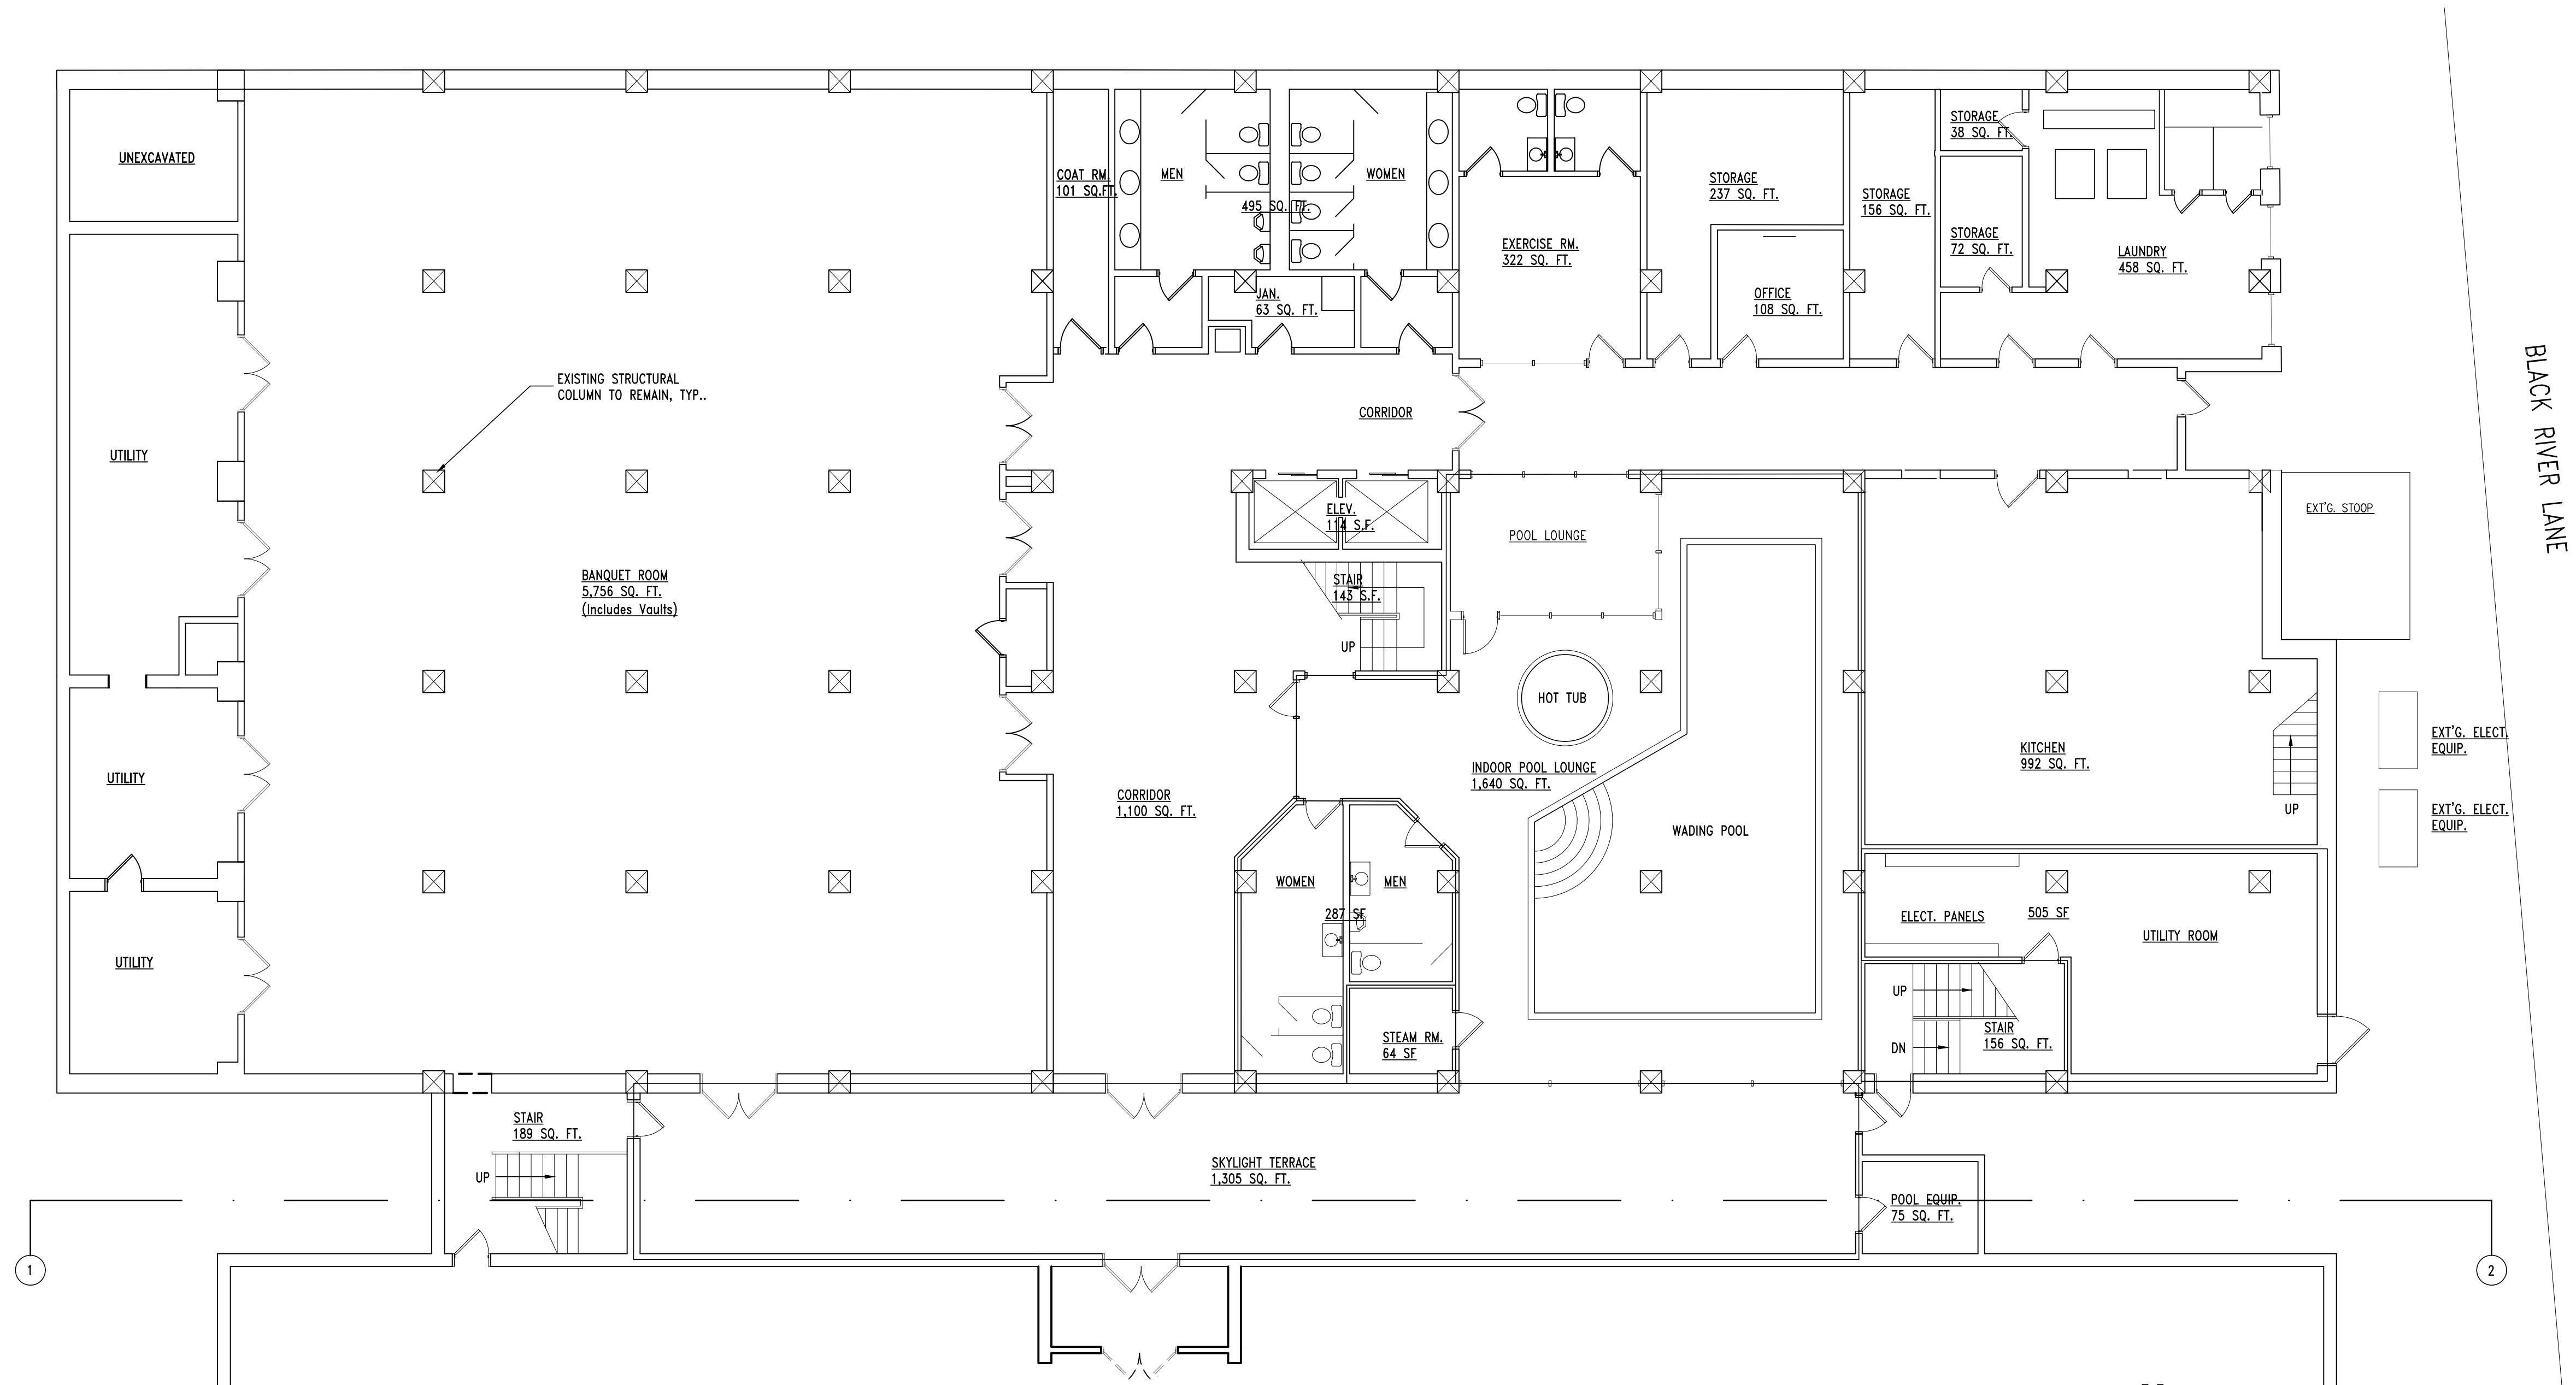 UNEXCAVATED
COAT RM.
101 SQ.FT.
MEN
495 SQ. FT.
WOMEN
JAN.
63 SQ. FT.
EXERCISE RM.
322 SQ. FT.
STORAGE
237 SQ. FT.
OFFICE
108 SQ. FT.
STORAGE
156 SQ. FT.
STORAGE
38 SQ. FT.
STORAGE
72 SQ. FT.
LAUNDRY
458 SQ. FT.
BLACK RIVER LANE
EXISTING STRUCTURAL
COLUMN TO REMAIN, TYP..
CORRIDOR
UTILITY
ELEV.
114 S.F.
POOL LOUNGE
EXT'G. STOOP
BANQUET ROOM
5,756 SQ. FT.
(Includes Vaults)
STAIR
143 S.F.
UP
HOT TUB
UTILITY
CORRIDOR
1,100 SQ. FT.
INDOOR POOL LOUNGE
1,640 SQ. FT.
WADING POOL
KITCHEN
992 SQ. FT.
UP
EXT'G. ELECT.
EQUIP.
EXT'G. ELECT.
EQUIP.
WOMEN
MEN
287 SF
ELECT. PANELS
505 SF
UTILITY ROOM
UTILITY
STEAM RM.
64 SF
UP
DN
STAIR
156 SQ. FT.
STAIR
189 SQ. FT.
UP
SKYLIGHT TERRACE
1,305 SQ. FT.
POOL EQUIP.
75 SQ. FT.
1
2